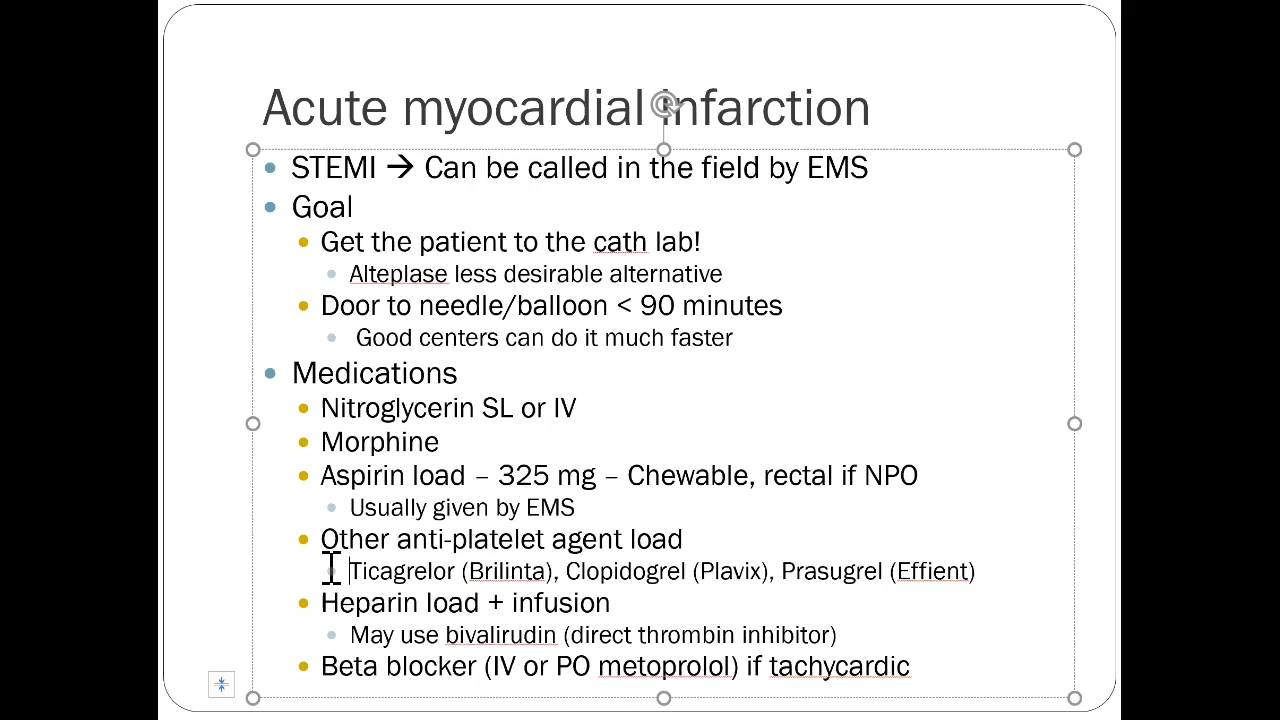 Acute myocardial infarction
STEMI → Can be called in the field by EMS
Goal
Get the patient to the cath lab!
Alteplase less desirable alternative
Door to needle/balloon < 90 minutes
Good centers can do it much faster
Medications
Nitroglycerin SL or IV
Morphine
Aspirin load – 325 mg – Chewable, rectal if NPO
Usually given by EMS
Other anti-platelet agent load
Ticagrelor (Brilinta), Clopidogrel (Plavix), Prasugrel (Effient)
Heparin load + infusion
May use bivalirudin (direct thrombin inhibitor)
Beta blocker (IV or PO metoprolol) if tachycardic